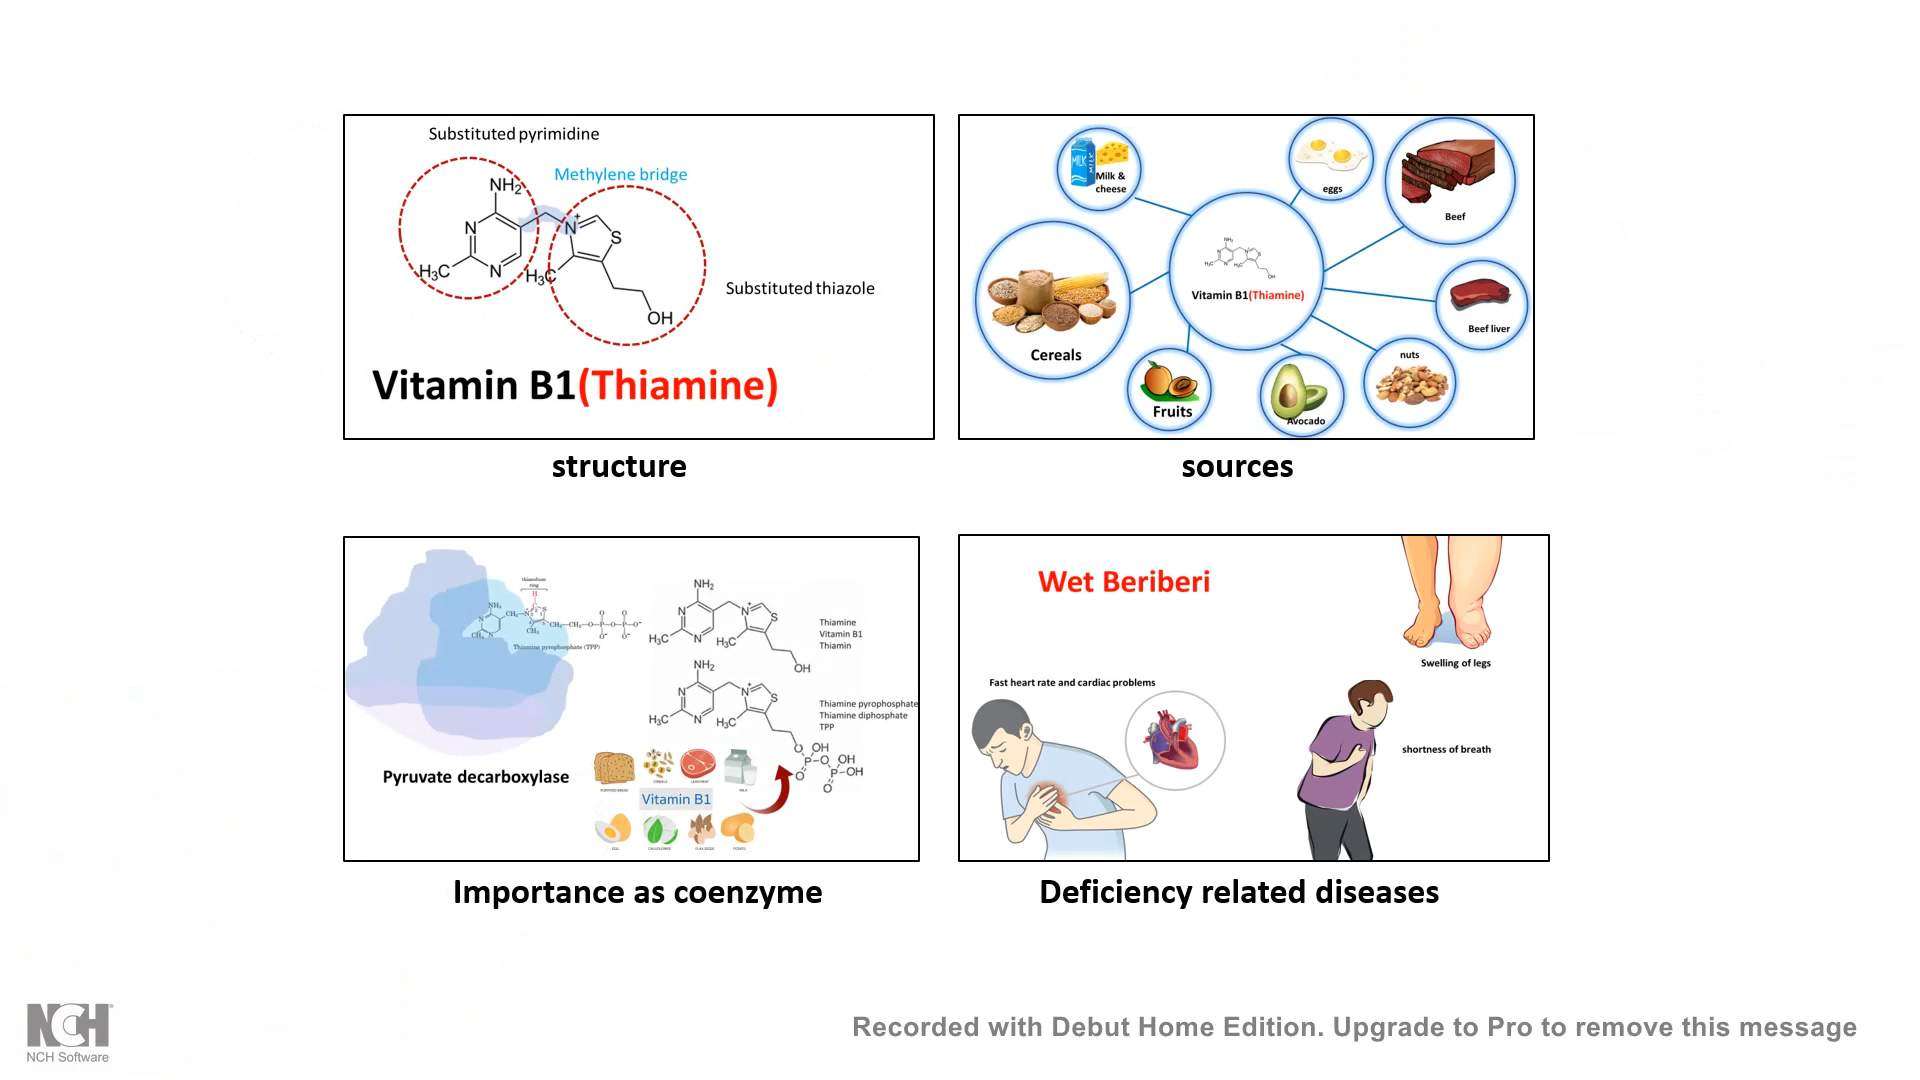 Substituted pyrimidine
Methylene bridge
NH2
N
N
H3C
N+
S
H3C
OH
Substituted thiazole
Vitamin B1(Thiamine)
structure
Milk &
cheese
eggs
Beef
Cereals
Vitamin B1(Thiamine)
Beef liver
nuts
Fruits
Avocado
sources
thiazolium
ring
Thiamine pyrophosphate (TPP)
NH2
N
N
H3C
N+
S
H3C
OH
Thiamine
Vitamin B1
Thiamin
NH2
N
N
H3C
N+
S
H3C
Thiamine pyrophosphate
Thiamine diphosphate
TPP
O OH
P-O OH
O P-OH
O
Pyruvate decarboxylase
Vitamin B1
Importance as coenzyme
Wet Beriberi
Swelling of legs
Fast heart rate and cardiac problems
shortness of breath
Deficiency related diseases
NCH
NCH Software
Recorded with Debut Home Edition. Upgrade to Pro to remove this message